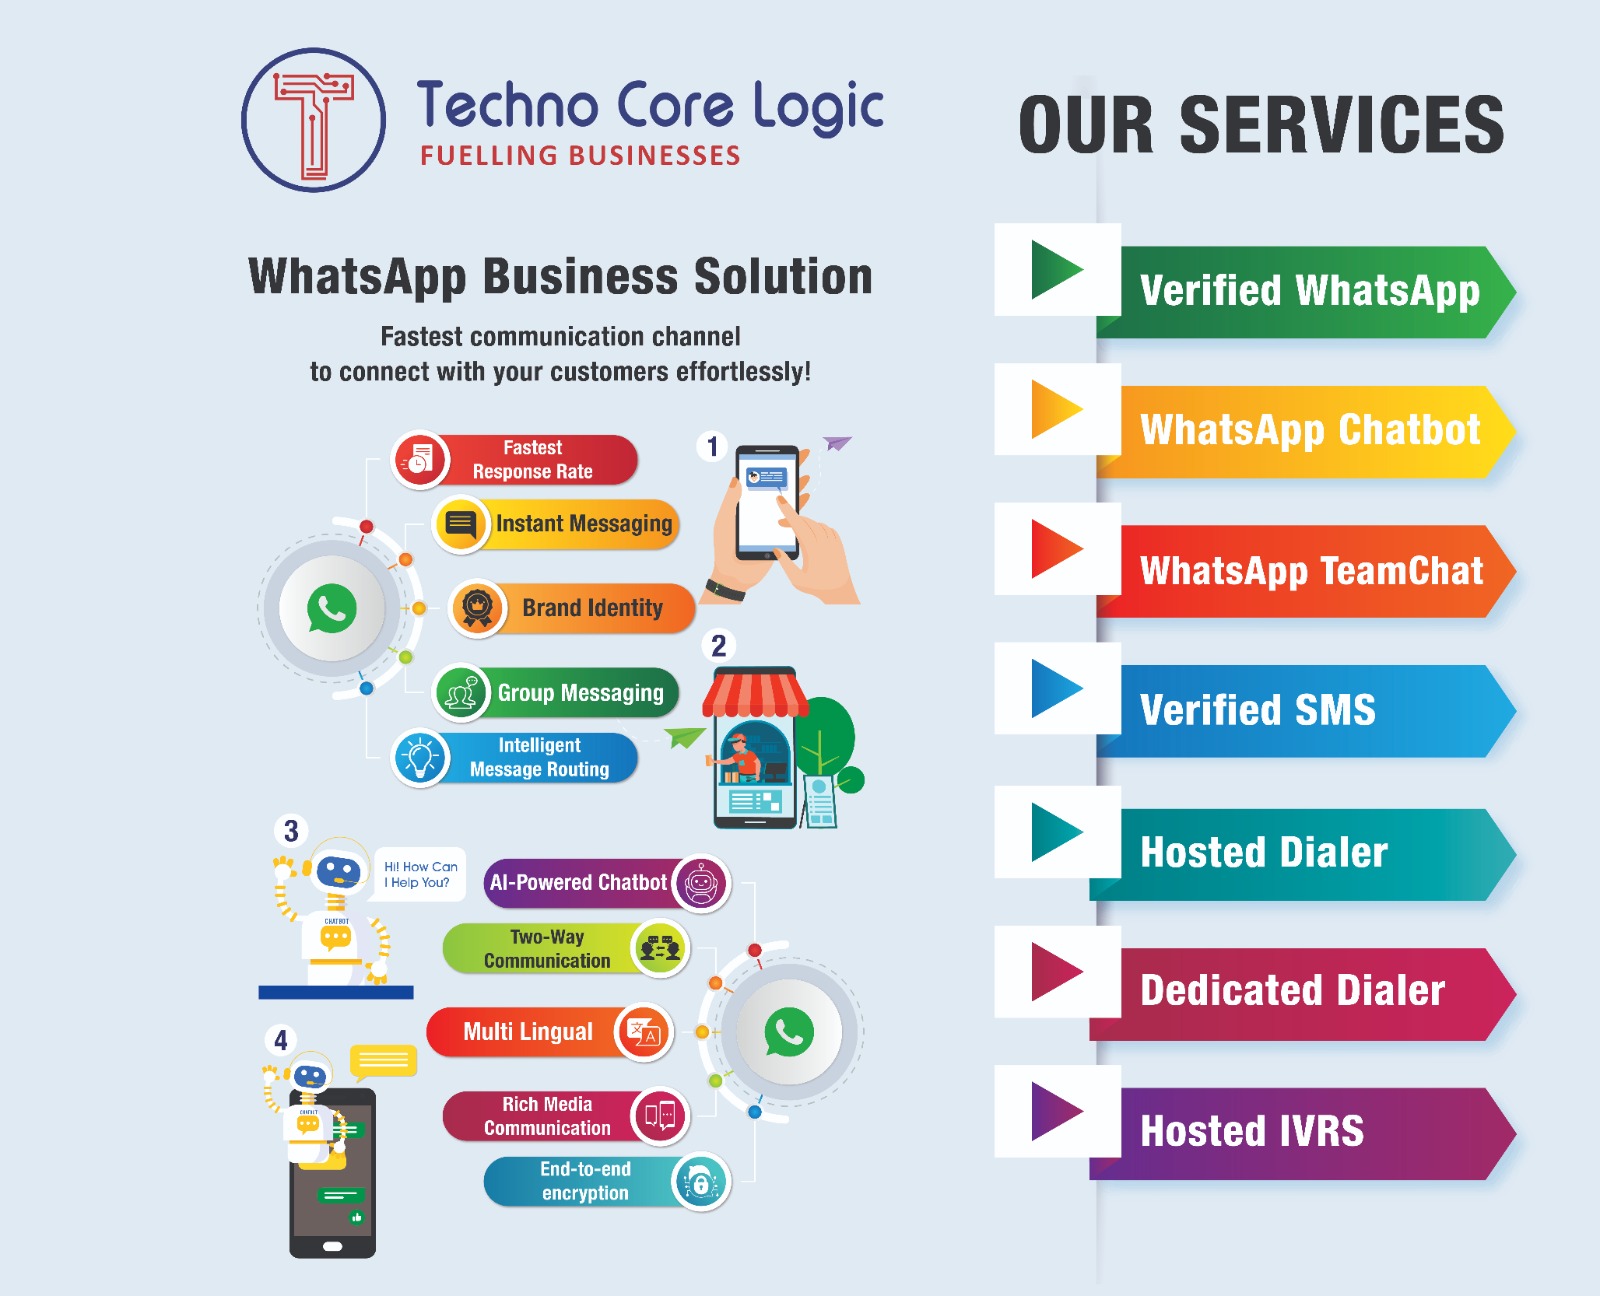 Techno Core Logic
FUELLING BUSINESSES
WhatsApp Business Solution
Fastest communication channel
to connect with your customers effortlessly!
Fastest
Response Rate
Instant Messaging
Brand Identity
Group Messaging
Intelligent
Message Routing
1
2
3
Hi! How Can
I Help You?
CHATBOT
AI-Powered Chatbot
Two-Way
Communication
Multi Lingual
文
A
Rich Media
Communication
End-to-end
encryption
4
CHATBOT
OUR SERVICES
Verified WhatsApp
WhatsApp Chatbot
WhatsApp TeamChat
Verified SMS
Hosted Dialer
Dedicated Dialer
Hosted IVRS